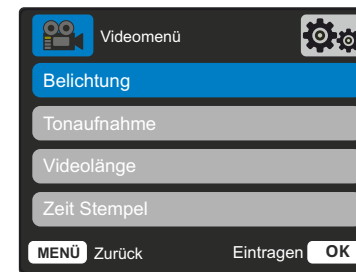 Videomenü
Belichtung
Tonaufnahme
Videolänge
Zeit Stempel
MENÜ Zurück Eintragen OK